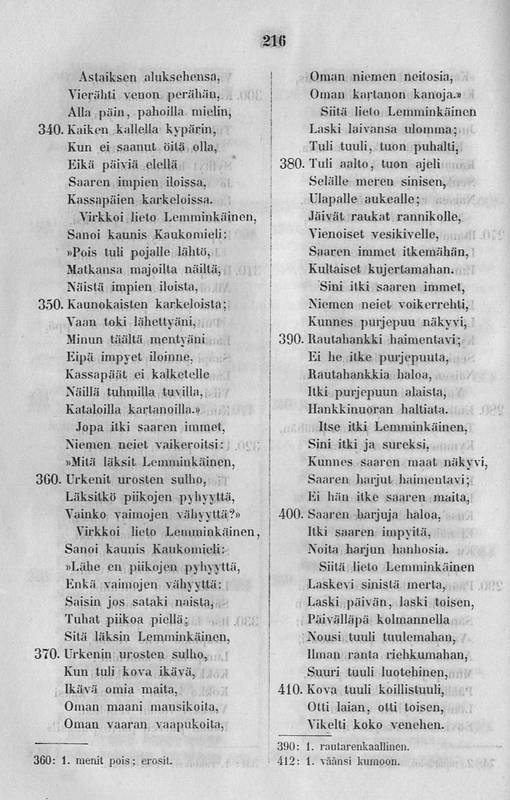 216
Astaiksen aluksehensa,
Vierähti venon perähän,
Alla päin, pahoilla mielin,
340. Kaiken kallella kypärin,
Kun ei saanut öitä olla,
Eikä päiviä elellä
Saaren impien iloissa,
Kassapäien karkeloissa.
Virkkoi lieto Lemminkäinen,
Sanoi kaunis Kaukomieli:
»Pois tuli pojalle lähtö,
Matkansa majoilta näiltä,
Näistä impien iloista,
350. Kaunokaisten karkeloista;
Vaan toki lähettyäni,
Minun täältä mentyäni
Eipä impyet iloinne,
Kassapäät ei kalketelle
Näillä tuhmilla tuvilla,
Kataloilla kartanoilla.»
Jopa itki saaren immet,
Niemen neiet vaikeroitsi:
»Mitä läksit Lemminkäinen,
360. Urkenit urosten sulho,
Läksitkö piikojen pyhyyttä,
Vainko vaimojen vähyyttä?»
Virkkoi lieto Lemminkäinen,
Sanoi kaunis Kaukomieli:
»Lähe en piikojen pyhyyttä,
Enkä vaimojen vähyyttä:
Saisin jos sataki naista,
Tuhat piikoa piellä;
Sitä läksin Lemminkäinen,
370. Urkenin urosten sulho,
Kun tuli kova ikävä,
Ikävä omia maita,
Oman maani mansikoita,
Oman vaaran vaapukoita,
360: 1. menit pois; erosit.
Oman niemen neitosia,
Oman kartanon kanoja.»
Siitä lieto Lemminkäinen
Laski laivansa ulomma;
Tuli tuuli, tuon puhalti,
380. Tuli aalto, tuon ajeli
Selälle meren sinisen,
Ulapalle aukealle;
Jäivät raukat rannikolle,
Vienoiset vesikivelle,
Saaren immet itkemähän,
Kultaiset kujertamahan.
Sini itki saaren immet,
Niemen neiet voikerrehti,
Kunnes purjepuu näkyvi,
390. Rautahankki haimentavi;
Ei he itke purjepuuta,
Rautahankkia haloa,
Itki purjepuun alaista,
Hankkinuoran haltiata.
Itse itki Lemminkäinen,
Sini itki ja sureksi,
Kunnes saaren maat näkyvi,
Saaren harjut haimentavi;
Ei hän itke saaren maita,
400. Saaren harjuja haloa,
Itki saaren impyitä,
Noita harjun hanhosia.
Siitä lieto Lemminkäinen
Laskevi sinistä merta,
Laski päivän, laski toisen,
Päivälläpä kolmannella
Nousi tuuli tuulemahan,
Ilman ranta riehkumahan,
Suuri tuuli luotehinen,
410. Kova tuuli koillistuuli,
Otti laian, otti toisen,
Vikelti koko venehen.
390: 1. rautarenkaallinen.
412: 1. väänsi kumoon.